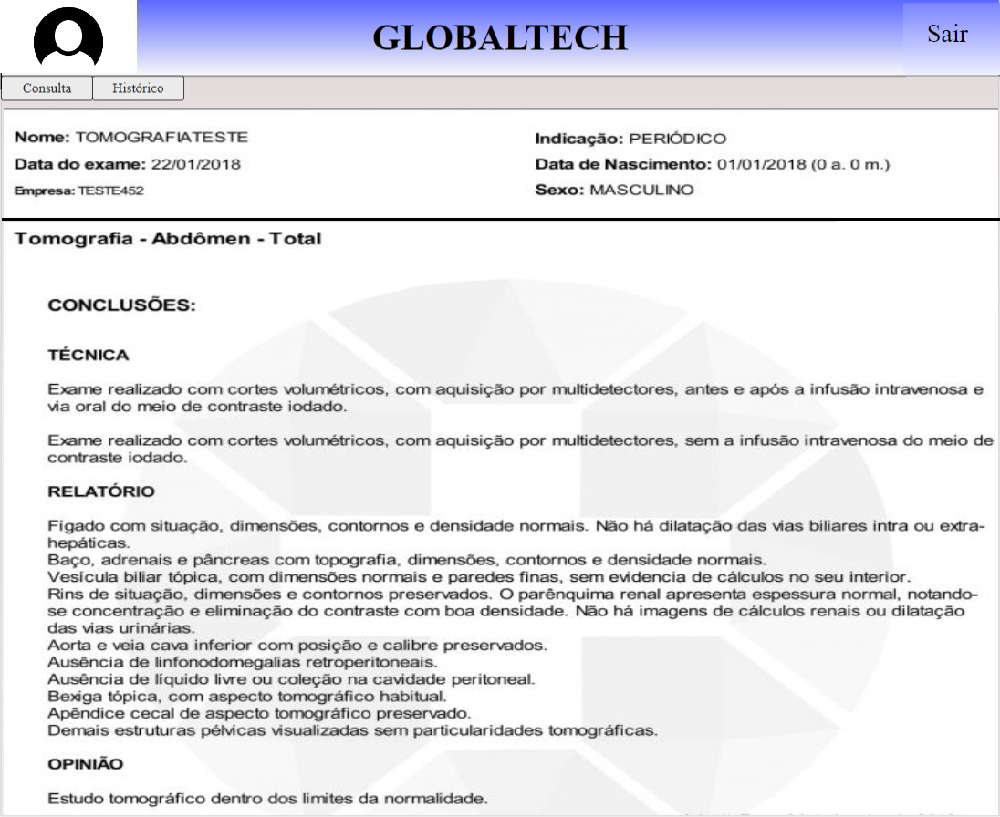 GLOBALTECH
Sair
Consulta
Histórico
Nome: TOMOGRAFIATESTE
Indicação: PERIÓDICO
Data do exame: 22/01/2018
Data de Nascimento: 01/01/2018 (0 a. 0 m.)
Empresa: TESTE452
Sexo: MASCULINO
Tomografia - Abdômen - Total
CONCLUSÕES:
TÉCNICA
Exame realizado com cortes volumétricos, com aquisição por multidetectores, antes e após a infusão intravenosa e
via oral do meio de contraste iodado.
Exame realizado com cortes volumétricos, com aquisição por multidetectores, sem a infusão intravenosa do meio de
contraste iodado.
RELATÓRIO
Fígado com situação, dimensões, contornos e densidade normais. Não há dilatação das vias biliares intra ou extra-
hepáticas.
Baço, adrenais e pâncreas com topografia, dimensões, contornos e densidade normais.
Vesícula biliar tópica, com dimensões normais e paredes finas, sem evidencia de cálculos no seu interior.
Rins de situação, dimensões e contornos preservados. O parênquima renal apresenta espessura normal, notando-
se concentração e eliminação do contraste com boa densidade. Não há imagens de cálculos renais ou dilatação
das vias urinárias.
Aorta e veia cava inferior com posição e calibre preservados.
Ausência de linfonodomegalias retroperitoneais.
Ausência de líquido livre ou coleção na cavidade peritoneal.
Bexiga tópica, com aspecto tomográfico habitual.
Apêndice cecal de aspecto tomográfico preservado.
Demais estruturas pélvicas visualizadas sem particularidades tomográficas.
OPINIÃO
Estudo tomográfico dentro dos limites da normalidade.